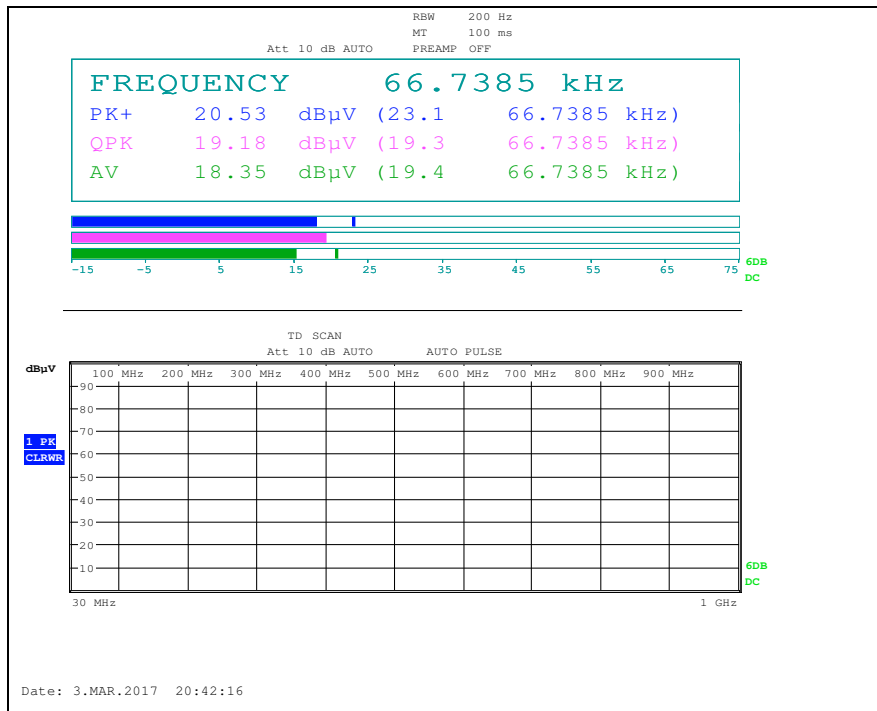 RBW 200 Hz
MT 100 ms
Att 10 dB AUTO PREAMP OFF
FREQUENCY 66.7385 kHz
PK+ 20.53 dBµV (23.1 66.7385 kHz)
QPK 19.18 dBµV (19.3 66.7385 kHz)
AV 18.35 dBµV (19.4 66.7385 kHz)
-15 -5 5 15 25 35 45 55 65 75
6DB
DC
TD SCAN
Att 10 dB AUTO AUTO PULSE
dBµV
100 MHz 200 MHz 300 MHz 400 MHz 500 MHz 600 MHz 700 MHz 800 MHz 900 MHz
90
80
70
1 PK
CLRWR
60
50
40
30
20
10
6DB
DC
30 MHz 1 GHz
Date: 3.MAR.2017 20:42:16